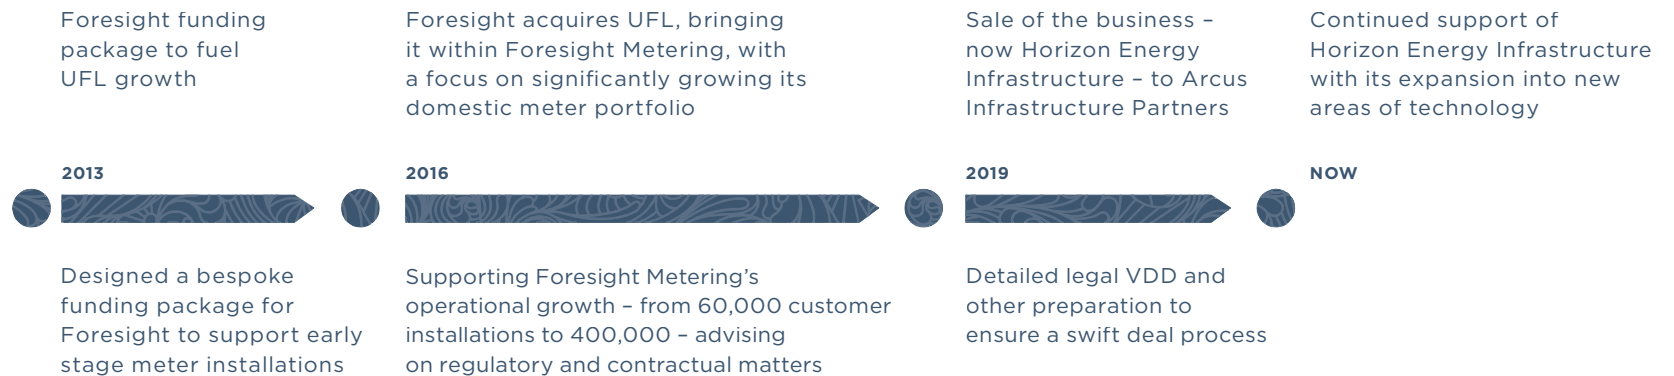 Foresight funding
package to fuel
UFL growth
Foresight acquires UFL, bringing
it within Foresight Metering, with
a focus on significantly growing its
domestic meter portfolio
Sale of the business –
now Horizon Energy
Infrastructure – to Arcus
Infrastructure Partners
Continued support of
Horizon Energy Infrastructure
with its expansion into new
areas of technology
2013
2016
2019
NOW
Designed a bespoke
funding package for
Foresight to support early
stage meter installations
Supporting Foresight Metering’s
operational growth – from 60,000 customer
installations to 400,000 – advising
on regulatory and contractual matters
Detailed legal VDD and
other preparation to
ensure a swift deal process